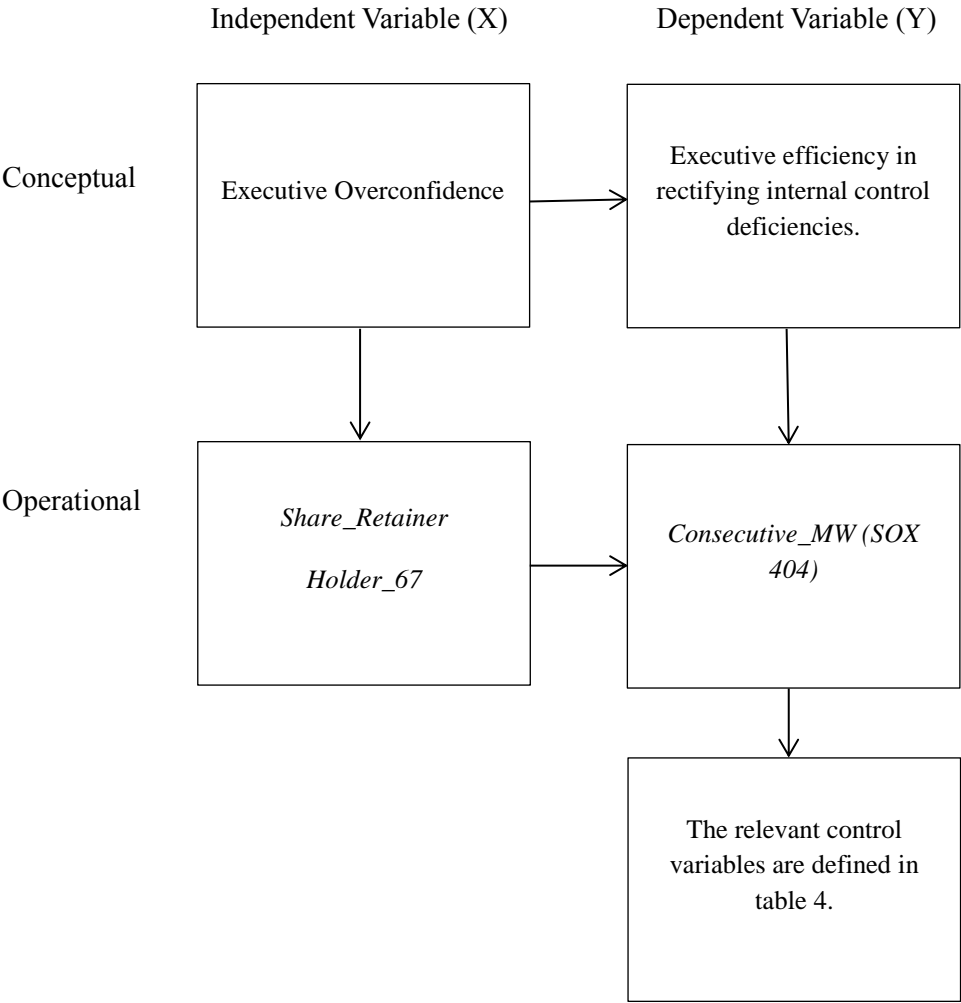 Independent Variable (X)
Dependent Variable (Y)
Conceptual
Executive Overconfidence
Executive efficiency in
rectifying internal control
deficiencies.
Operational
Share_Retainer
Holder_67
Consecutive_MW (SOX
404)
The relevant control
variables are defined in
table 4.